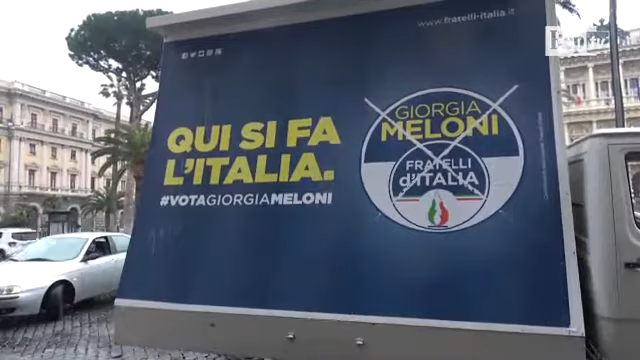 www.fratelli-italia.it
QUI SI FA
L'ITALIA.
#VOTAGIORGIAMELONI
GIORGIA
MELONI
FRATELLI
d'ITALIA